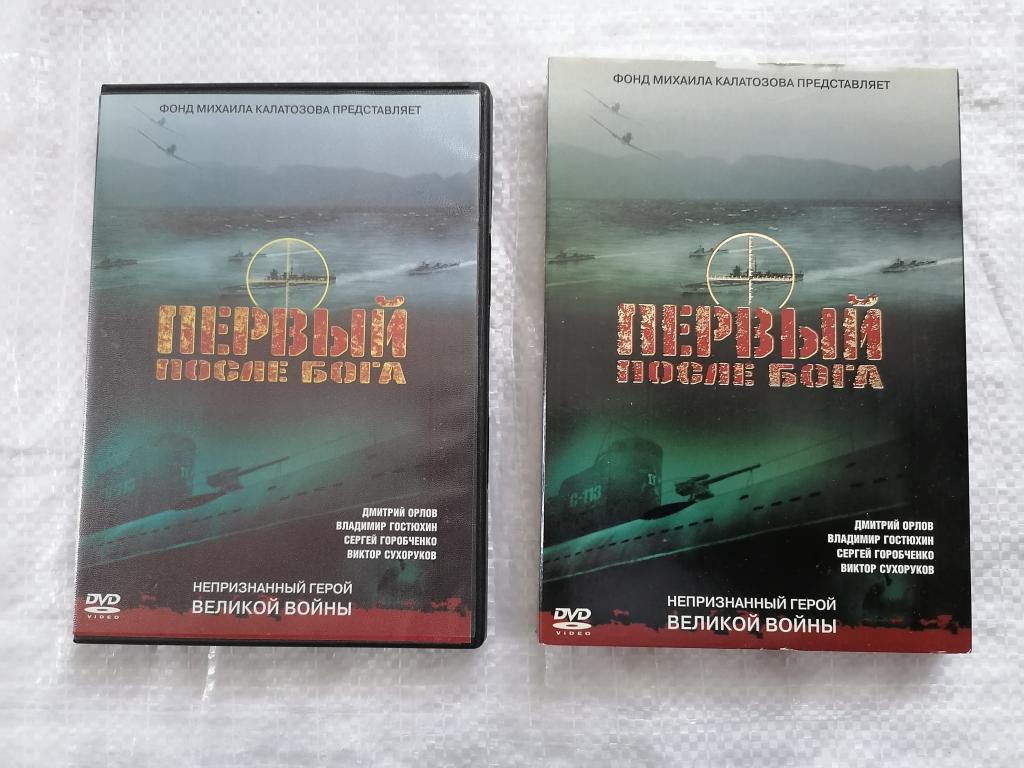 ФОНД МИХАИЛА КАЛАТОЗОВА ПРЕДСТАВЛЯЕТ
ПЕРВЫЙ
ПОСЛЕ БОГА
ДМИТРИЙ ОРЛОВ
ВЛАДИМИР ГОСТЮХИН
СЕРГЕЙ ГОРОБЧЕНКО
ВИКТОР СУХОРУКОВ
НЕПРИЗНАННЫЙ ГЕРОЙ
ВЕЛИКОЙ ВОЙНЫ
DVD
VIDEO
ФОНД МИХАИЛА КАЛАТОЗОВА ПРЕДСТАВЛЯЕТ
ПЕРВЫЙ
ПОСЛЕ БОГА
С-113
ДМИТРИЙ ОРЛОВ
ВЛАДИМИР ГОСТЮХИН
СЕРГЕЙ ГОРОБЧЕНКО
ВИКТОР СУХОРУКОВ
НЕПРИЗНАННЫЙ ГЕРОЙ
ВЕЛИКОЙ ВОЙНЫ
DVD
VIDEO